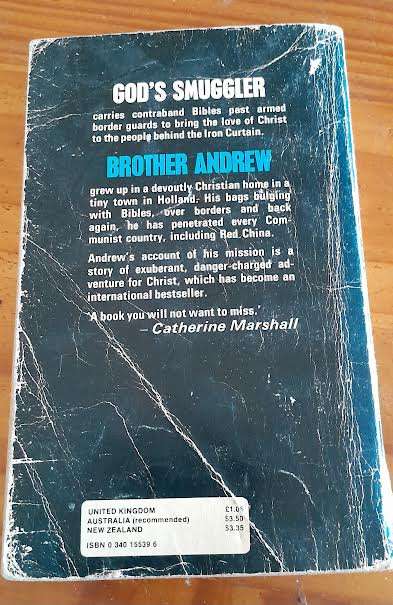 GOD'S SMUGGLER
carries contraband Bibles past armed
border guards to bring the love of Christ
to the people behind the Iron Curtain.
BROTHER ANDREW
grew up in a devoutly Christian home in a
tiny town in Holland. His bags bulging
with Bibles, over borders and back
again, he has penetrated every Com-
munist country, including Red China.
Andrew's account of his mission is a
story of exuberant, danger-charged ad-
venture for Christ, which has become an
international bestseller.
'A book you will not want to miss.'
– Catherine Marshall
UNITED KINGDOM
AUSTRALIA (recommended) $3.50
NEW ZEALAND $3.35
ISBN 0 340 15539 6